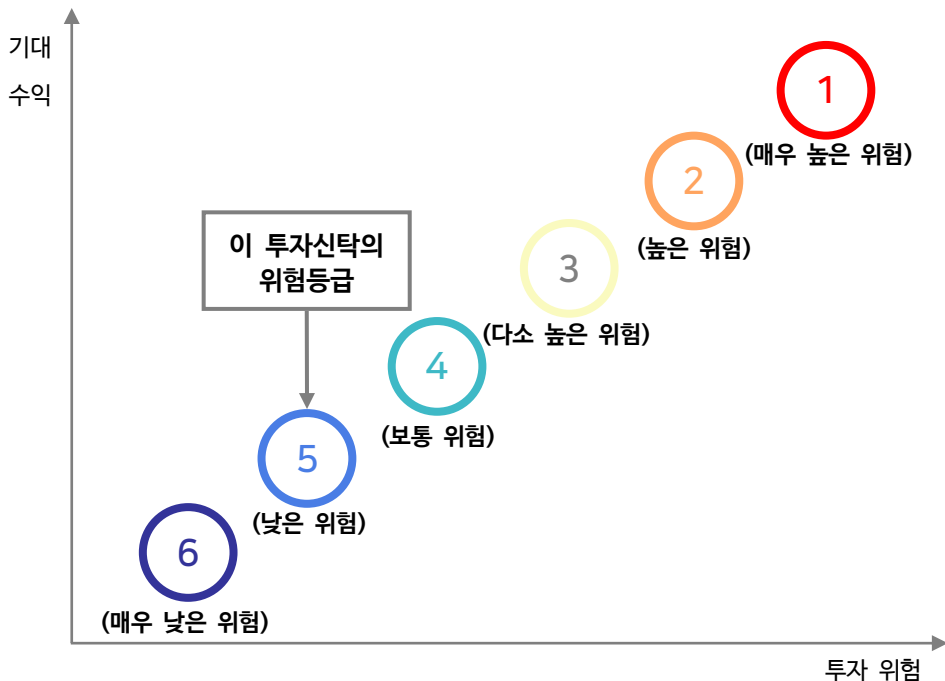 기대
수익
1
(매우 높은 위험)
2
(높은 위험)
이 투자신탁의
위험등급
3
(다소 높은 위험)
4
(보통 위험)
5
(낮은 위험)
6
(매우 낮은 위험)
투자 위험